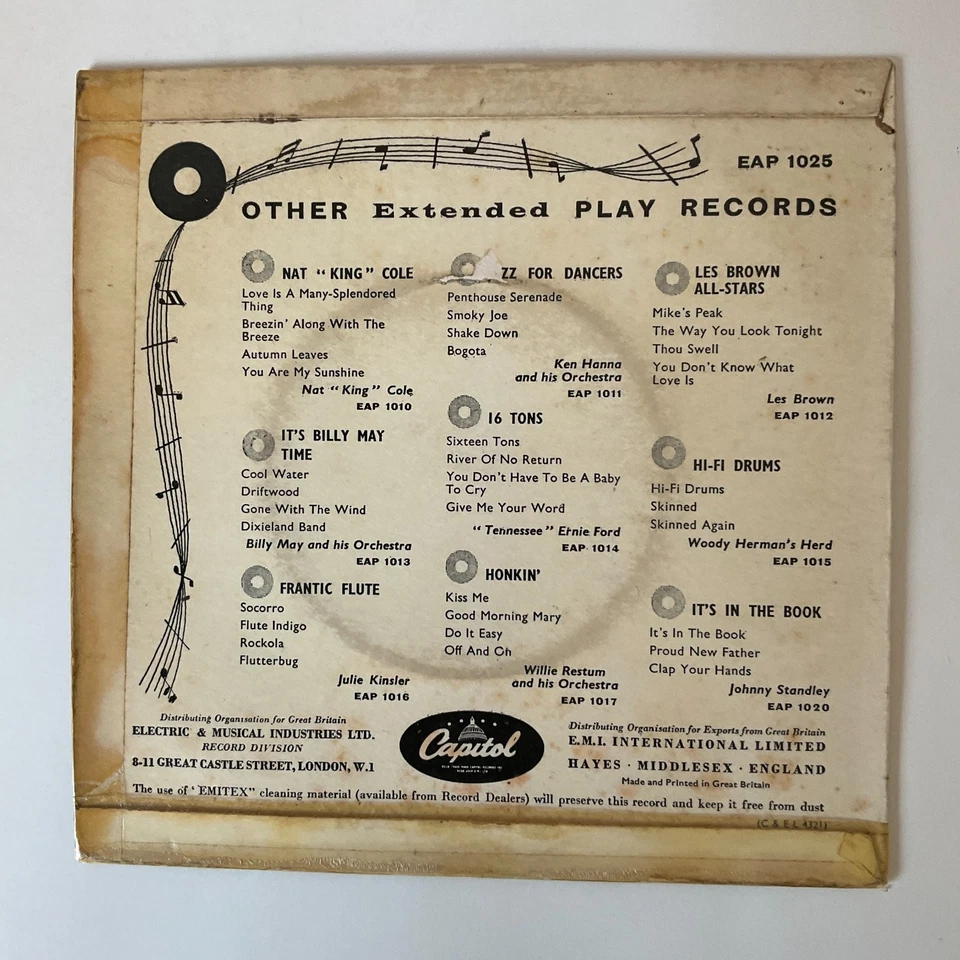 EAP 1025
OTHER Extended PLAY RECORDS
NAT “KING” COLE
Love Is A Many-Splendored
Thing
Breezin' Along With The
Breeze
Autumn Leaves
You Are My Sunshine
Nat “King” Cole
EAP 1010
ZZ FOR DANCERS
Penthouse Serenade
Smoky Joe
Shake Down
Bogota
Ken Hanna
and his Orchestra
EAP 1011
LES BROWN
ALL-STARS
Mike's Peak
The Way You Look Tonight
Thou Swell
You Don't Know What
Love Is
Les Brown
EAP 1012
IT'S BILLY MAY
TIME
Cool Water
Driftwood
Gone With The Wind
Dixieland Band
Billy May and his Orchestra
EAP 1013
16 TONS
Sixteen Tons
River Of No Return
You Don't Have To Be A Baby
To Cry
Give Me Your Word
“Tennessee” Ernie Ford
EAP 1014
HI-FI DRUMS
Hi-Fi Drums
Skinned
Skinned Again
Woody Herman's Herd
EAP 1015
FRANTIC FLUTE
Socorro
Flute Indigo
Rockola
Flutterbug
Julie Kinsler
EAP 1016
HONKIN'
Kiss Me
Good Morning Mary
Do It Easy
Off And On
Willie Restum
and his Orchestra
EAP 1017
IT'S IN THE BOOK
It's In The Book
Proud New Father
Clap Your Hands
Johnny Standley
EAP 1020
Distributing Organisation for Great Britain
ELECTRIC & MUSICAL INDUSTRIES LTD.
RECORD DIVISION
8-11 GREAT CASTLE STREET, LONDON, W.1
Capitol
Distributing Organisation for Exports from Great Britain
E.M.I. INTERNATIONAL LIMITED
HAYES · MIDDLESEX · ENGLAND
Made and Printed in Great Britain
The use of “EMITEX” cleaning material (available from Record Dealers) will preserve this record and keep it free from dust
(C & E L 4321)